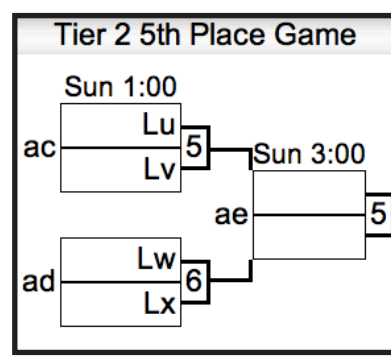 Tier 2 5th Place Game
Sun 1:00
Lu
ac 5
Lv
Sun 3:00
ae 5
Lw
ad 6
Lx